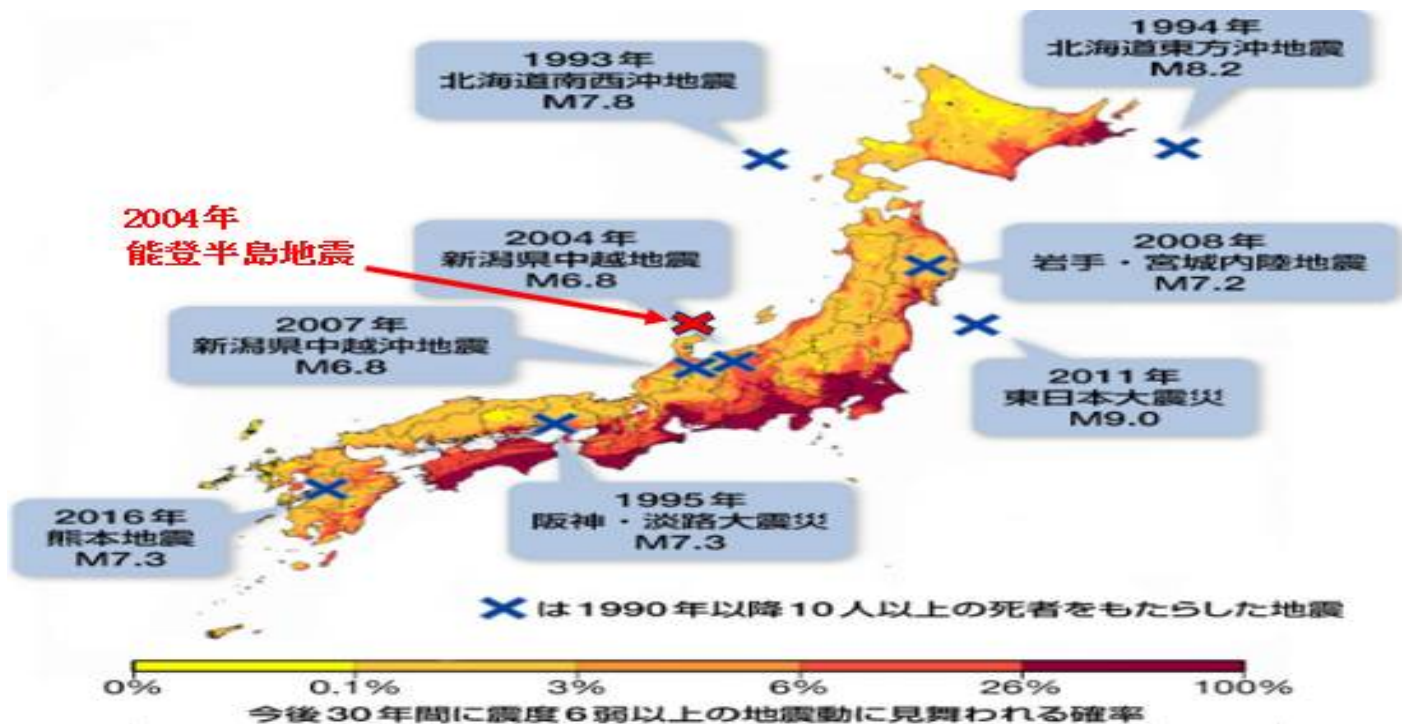 1994年
北海道東方沖地震
M8.2
1993年
北海道南西沖地震
M7.8
2004年
能登半島地震
2004年
新潟県中越地震
M6.8
2008年
岩手・宮城内陸地震
M7.2
2007年
新潟県中越沖地震
M6.8
2011年
東日本大震災
M9.0
1995年
阪神・淡路大震災
M7.3
2016年
熊本地震
M7.3
×は1990年以降10人以上の死者をもたらした地震
0% 0.1% 3% 6% 26% 100%
今後30年間に震度6弱以上の地震動に見舞われる確率